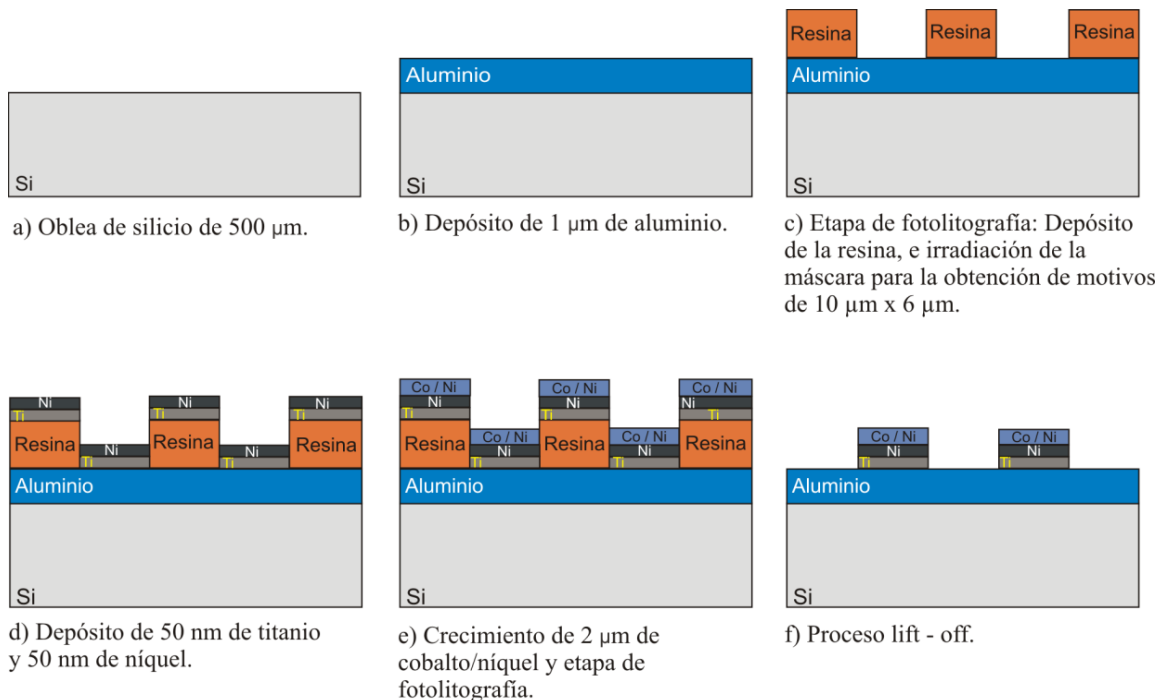 Si
a) Oblea de silicio de 500 µm.
Aluminio
Si
b) Depósito de 1 µm de aluminio.
Resina Resina Resina
Aluminio
Si
c) Etapa de fotolitografía: Depósito
de la resina, e irradiación de la
máscara para la obtención de motivos
de 10 µm x 6 µm.
Ni Ni Ni
Ti Ti Ti
Resina Resina Resina
Ni Ni
Ti Ti
Aluminio
Si
d) Depósito de 50 nm de titanio
y 50 nm de níquel.
Co / Ni Co / Ni Co / Ni
Ni Ni Ni
Ti Ti Ti
Co / Ni Co / Ni
Resina Resina Resina
Ni Ni
Ti Ti
Aluminio
Si
e) Crecimiento de 2 µm de
cobalto/níquel y etapa de
fotolitografía.
Co / Ni Co / Ni
Ni Ni
Ti Ti
Aluminio
Si
f) Proceso lift - off.